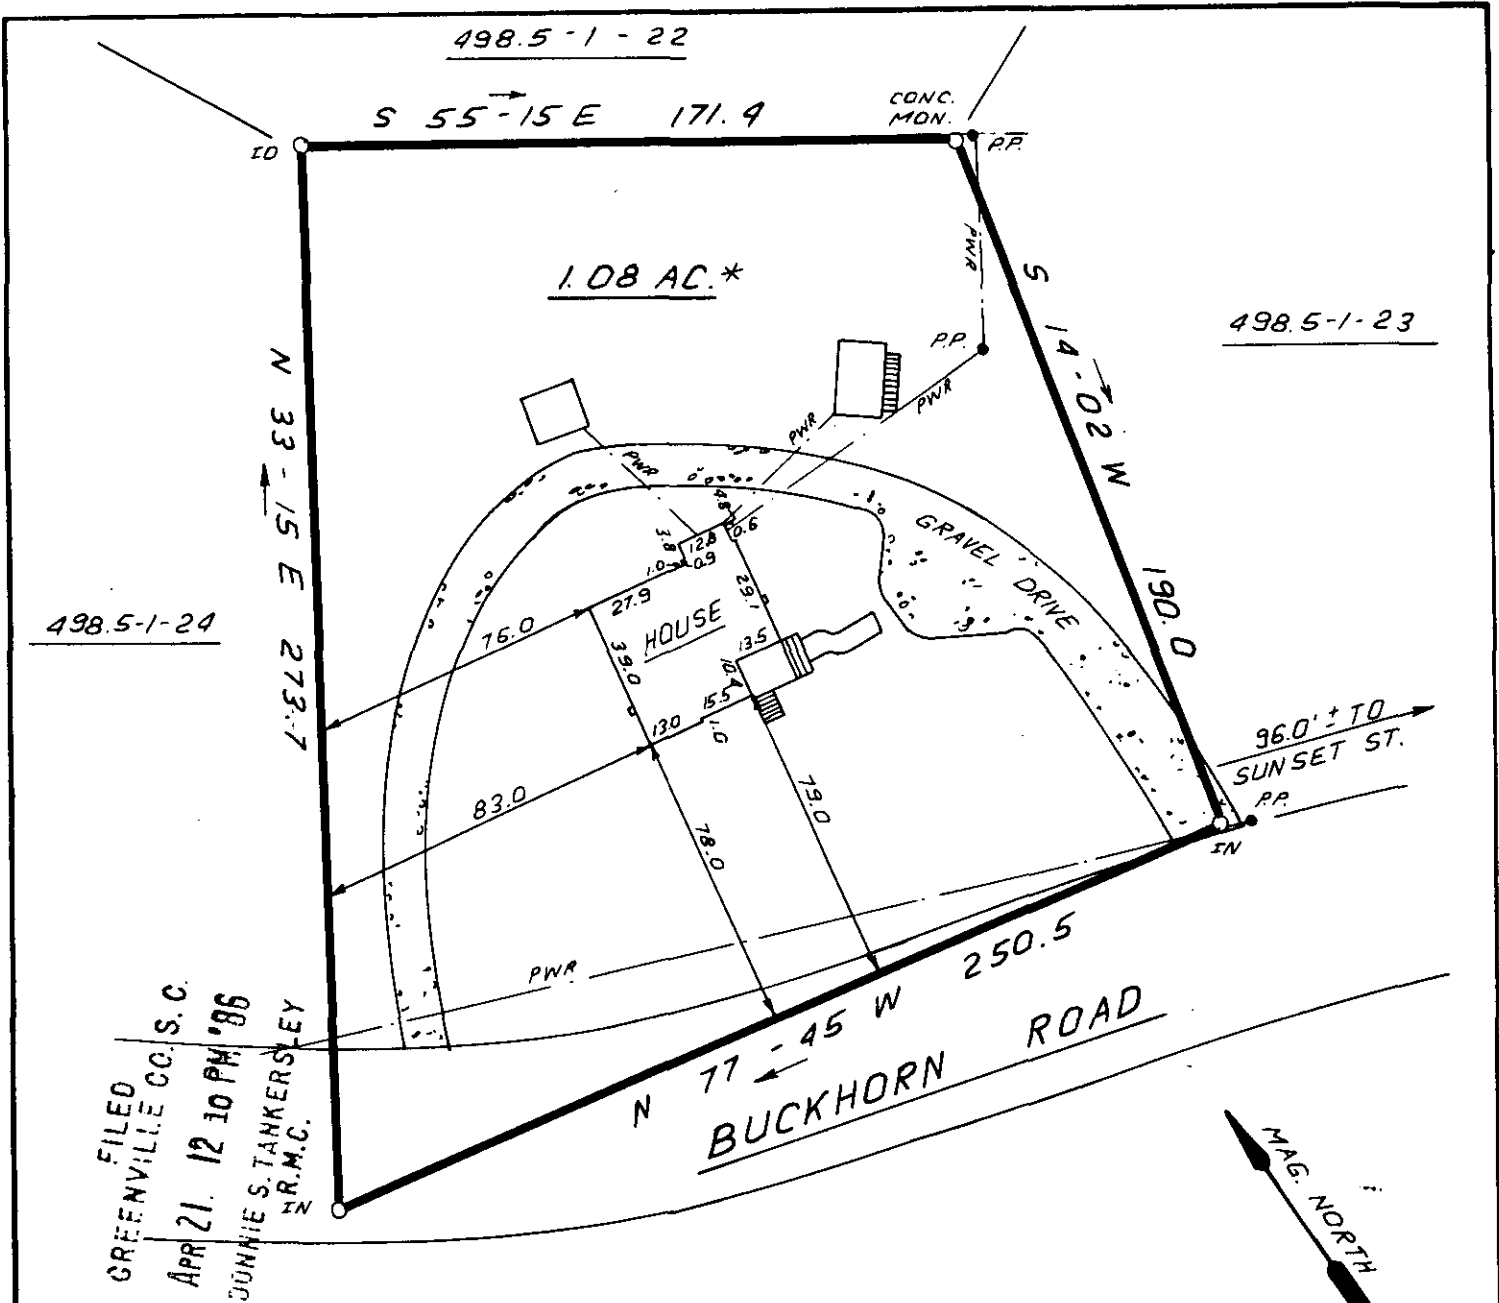 498.5-1-22
S 55-15 E 171.4
CONC.
MON.
IO
P.P.
PWR
1.08 AC.*
S 14-02 W 190.0
498.5-1-23
P.P.
PWR
PWR
PWR
N 33-15 E 273.7
498.5-1-24
GRAVEL DRIVE
4.8
0.6
12.8
3.8
1.0
0.9
27.9
29.1
76.0
HOUSE
39.0
13.5
10.4
15.5
13.0
1.0
83.0
78.0
79.0
96.0' ± TO
SUNSET ST.
P.P.
IN
PWR
N 77-45 W 250.5
BUCKHORN ROAD
FILED
GREENVILLE CO. S. C.
APR 21 12 10 PM '86
DONNIE S. TANKERSLEY
R.M.C.
IN
MAG. NORTH